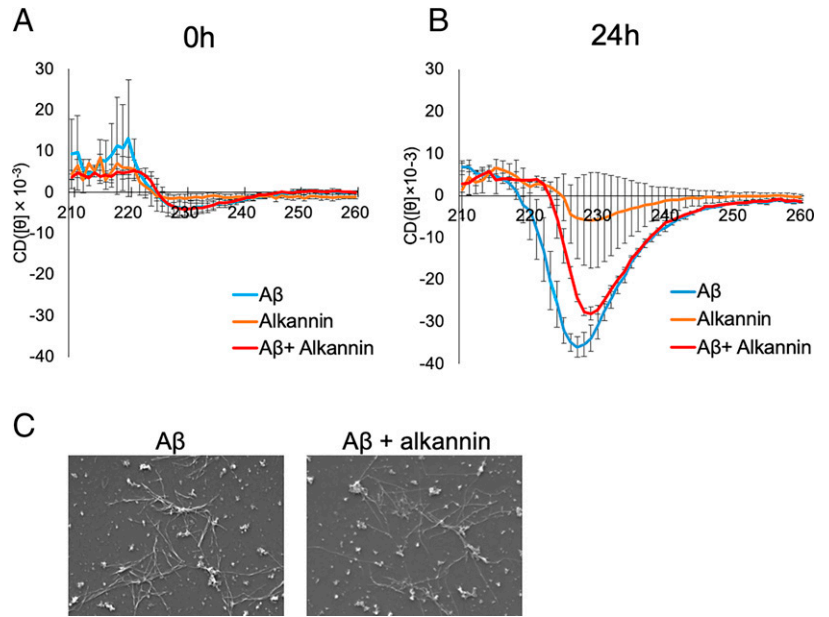 A
0h
30
20
10
0
-10
-20
-30
-40
CD([θ] × 10⁻³)
210 220 230 240 250 260
Aβ
Alkannin
Aβ+ Alkannin
B
24h
30
20
10
0
-10
-20
-30
-40
CD([θ]×10-3)
210 220 230 240 250 260
Aβ
Alkannin
Aβ+ Alkannin
C
Aβ
Aβ + alkannin